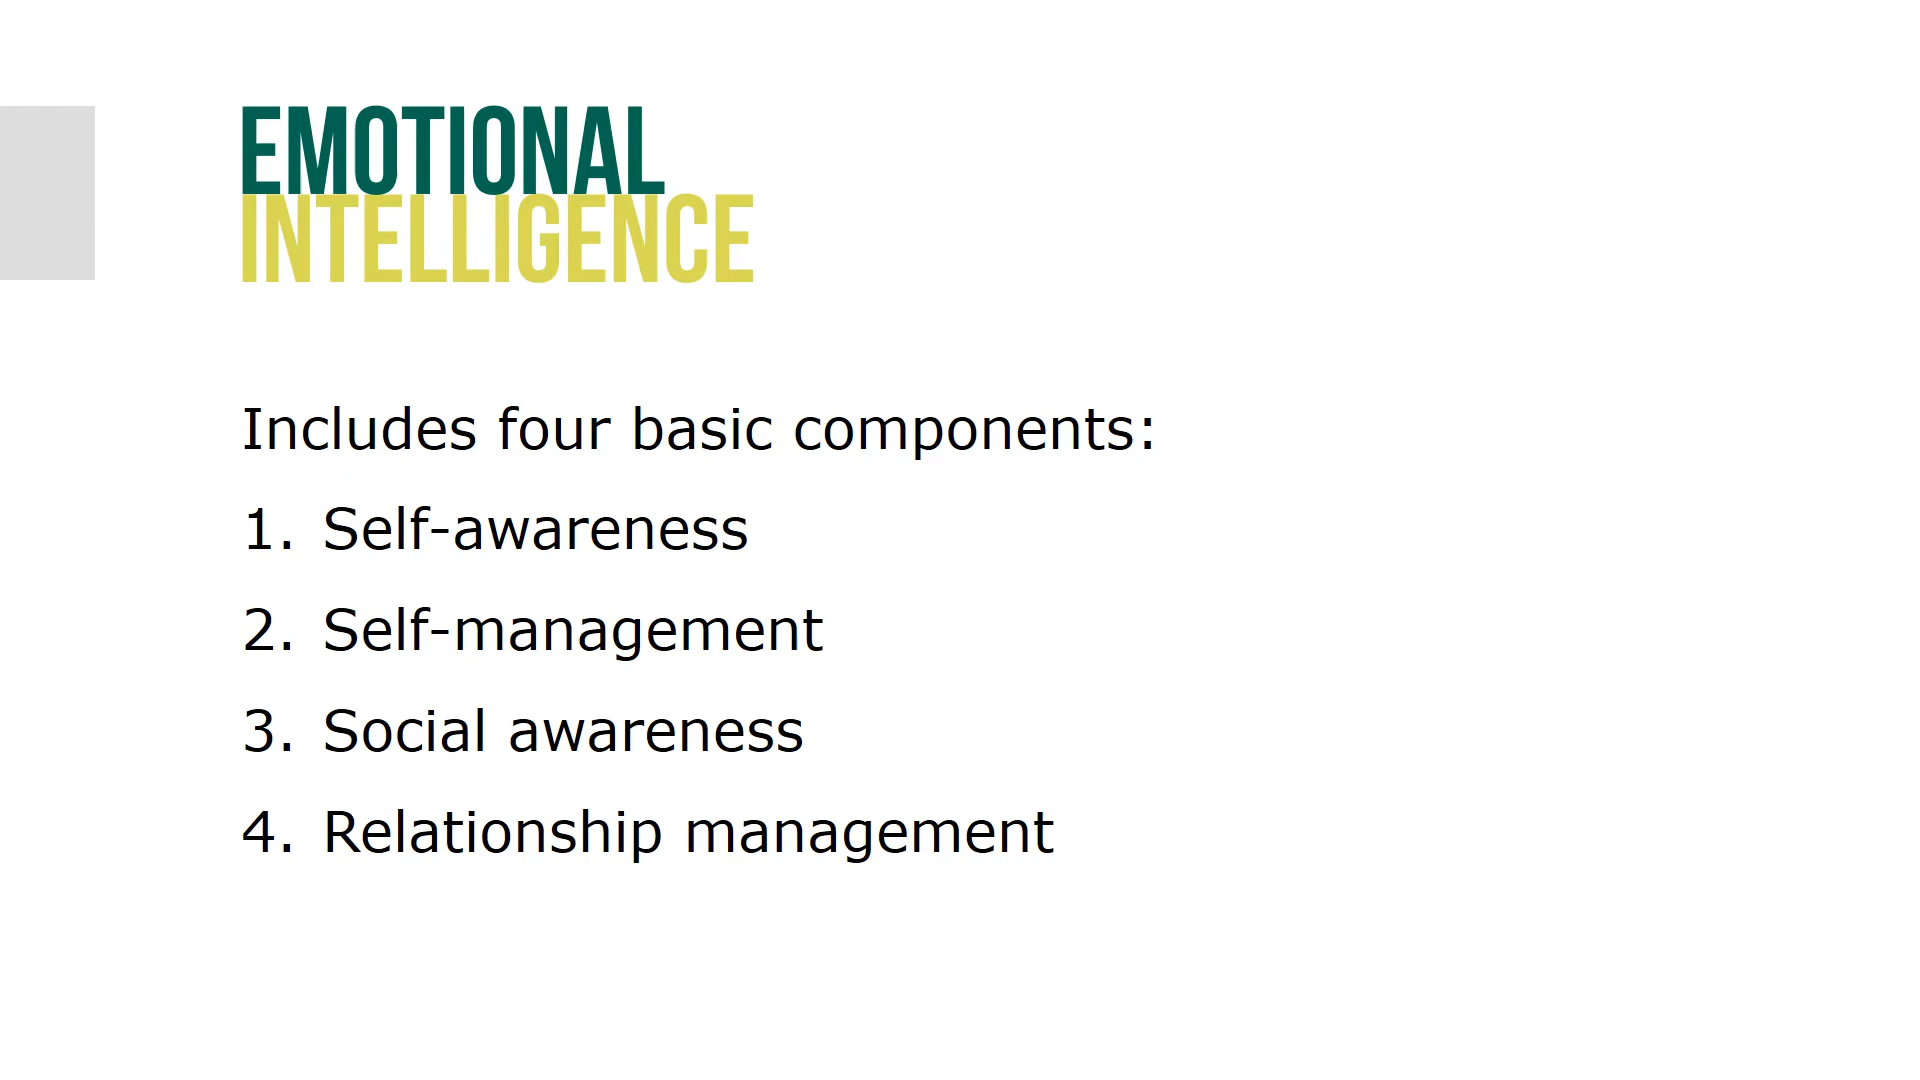 EMOTIONAL
INTELLIGENCE
Includes four basic components:
1. Self-awareness
2. Self-management
3. Social awareness
4. Relationship management